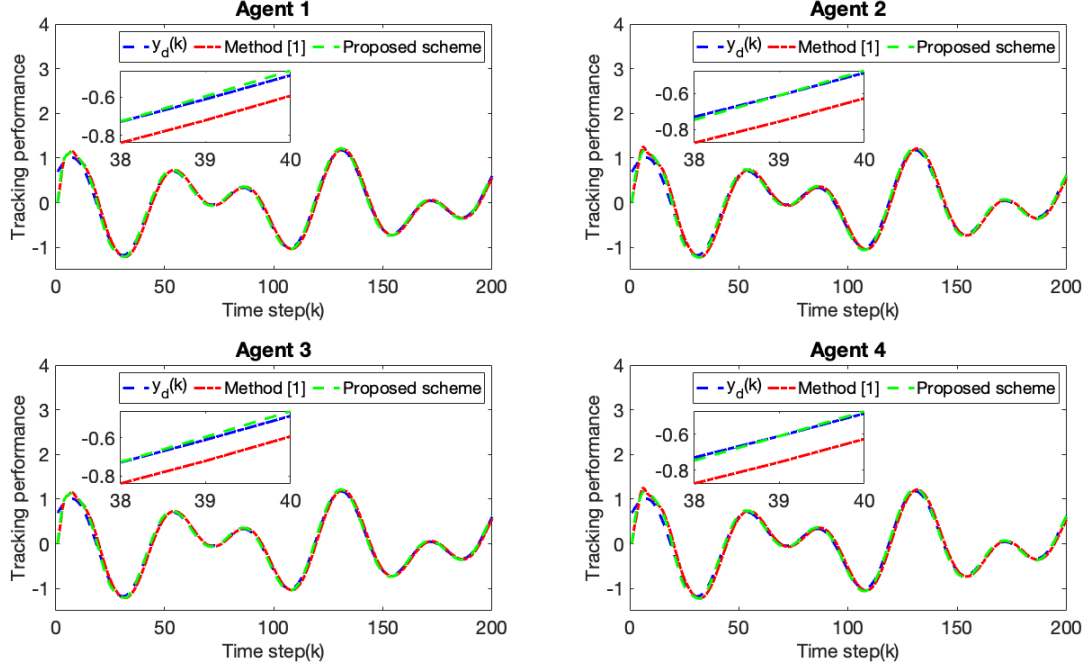 Agent 1
Tracking performance
4
3
2
1
0
-1
y_d(k) Method [1] Proposed scheme
-0.6
-0.8
38 39 40
0 50 100 150 200
Time step(k)
Agent 2
Tracking performance
4
3
2
1
0
-1
y_d(k) Method [1] Proposed scheme
-0.6
-0.8
38 39 40
0 50 100 150 200
Time step(k)
Agent 3
Tracking performance
4
3
2
1
0
-1
y_d(k) Method [1] Proposed scheme
-0.6
-0.8
38 39 40
0 50 100 150 200
Time step(k)
Agent 4
Tracking performance
4
3
2
1
0
-1
y_d(k) Method [1] Proposed scheme
-0.6
-0.8
38 39 40
0 50 100 150 200
Time step(k)